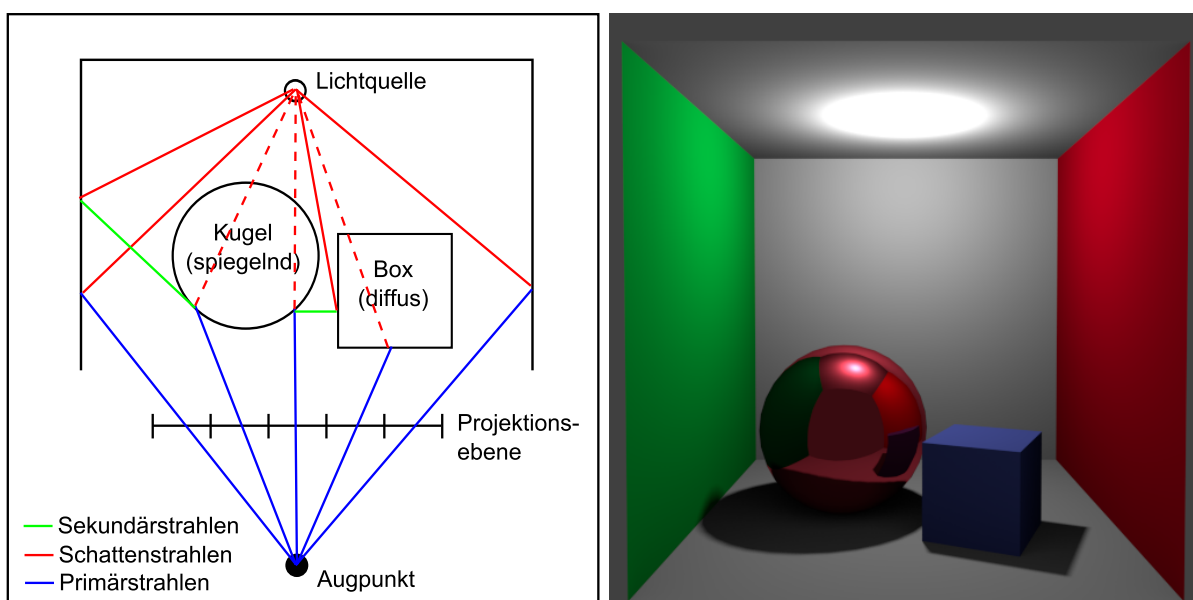 Lichtquelle
Kugel
(spiegelnd)
Box
(diffus)
Projektions-
ebene
Sekundärstrahlen
Schattenstrahlen
Primärstrahlen
Augpunkt